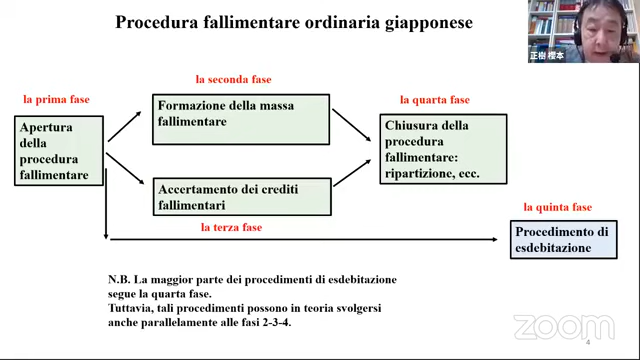 Procedura fallimentare ordinaria giapponese
正樹 櫻本
la seconda fase
la prima fase
la quarta fase
Formazione della massa
fallimentare
Apertura
della
procedura
fallimentare
Chiusura della
procedura
fallimentare:
ripartizione, ecc.
Accertamento dei crediti
fallimentari
la terza fase
la quinta fase
Procedimento di
esdebitazione
N.B. La maggior parte dei procedimenti di esdebitazione
segue la quarta fase.
Tuttavia, tali procedimenti possono in teoria svolgersi
anche parallelamente alle fasi 2-3-4.
zoom
4